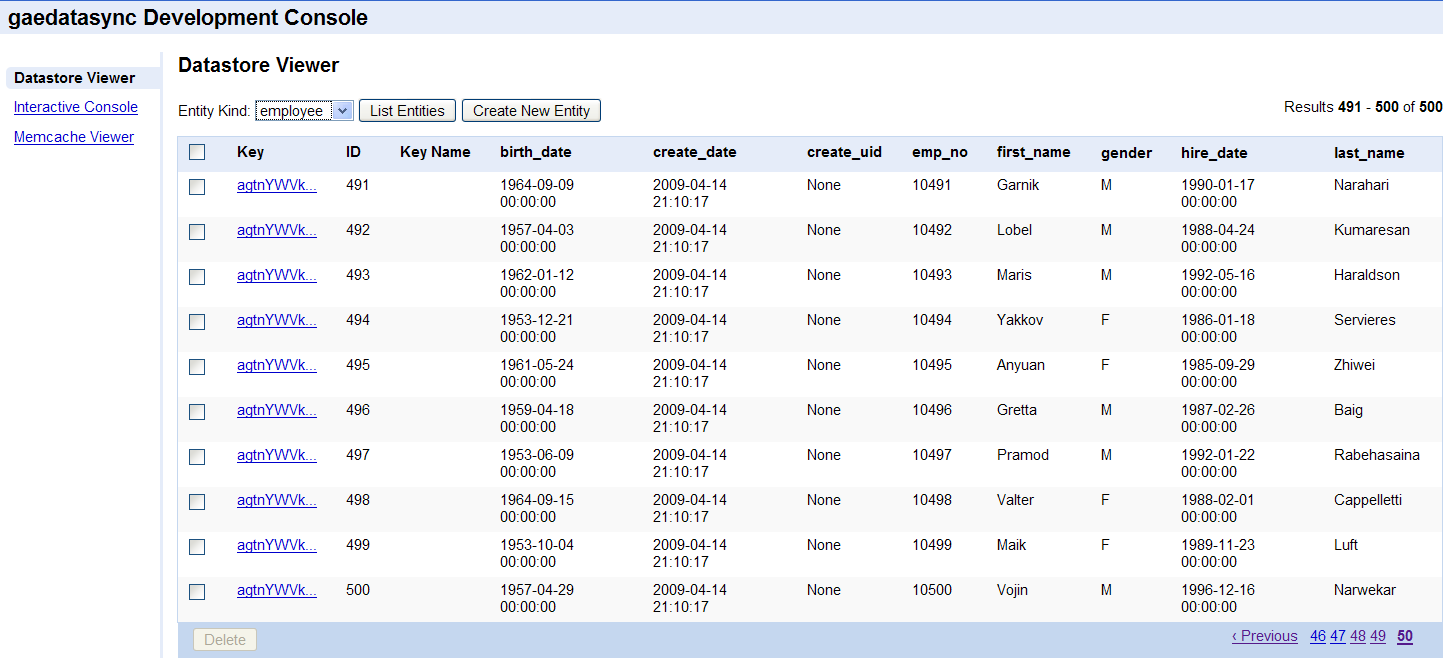 gaedatasync Development Console
Datastore Viewer
Interactive Console
Memcache Viewer
Datastore Viewer
Entity Kind: employee List Entities Create New Entity Results 491 - 500 of 500
Key ID Key Name birth_date create_date create_uid emp_no first_name gender hire_date last_name
agtnYWVk... 491 1964-09-09 2009-04-14 None 10491 Garnik M 1990-01-17 Narahari
00:00:00 21:10:17 00:00:00
agtnYWVk... 492 1957-04-03 2009-04-14 None 10492 Lobel M 1988-04-24 Kumaresan
00:00:00 21:10:17 00:00:00
agtnYWVk... 493 1962-01-12 2009-04-14 None 10493 Maris M 1992-05-16 Haraldson
00:00:00 21:10:17 00:00:00
agtnYWVk... 494 1953-12-21 2009-04-14 None 10494 Yakkov F 1986-01-18 Servieres
00:00:00 21:10:17 00:00:00
agtnYWVk... 495 1961-05-24 2009-04-14 None 10495 Anyuan F 1985-09-29 Zhiwei
00:00:00 21:10:17 00:00:00
agtnYWVk... 496 1959-04-18 2009-04-14 None 10496 Gretta M 1987-02-26 Baig
00:00:00 21:10:17 00:00:00
agtnYWVk... 497 1953-06-09 2009-04-14 None 10497 Pramod M 1992-01-22 Rabehasaina
00:00:00 21:10:17 00:00:00
agtnYWVk... 498 1964-09-15 2009-04-14 None 10498 Valter F 1988-02-01 Cappelletti
00:00:00 21:10:17 00:00:00
agtnYWVk... 499 1953-10-04 2009-04-14 None 10499 Maik F 1989-11-23 Luft
00:00:00 21:10:17 00:00:00
agtnYWVk... 500 1957-04-29 2009-04-14 None 10500 Vojin M 1996-12-16 Narwekar
00:00:00 21:10:17 00:00:00
Delete ‹ Previous 46 47 48 49 50